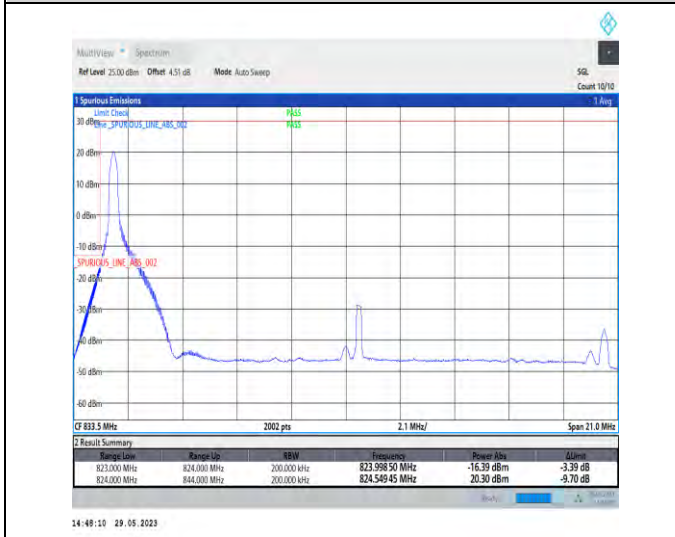 MultiView Spectrum
Ref Level 25.00 dBm Offset 4.51 dB Mode Auto Sweep SGL
Count 10/10
1 Spurious Emissions 1 Avg
Limit Check PASS
30 dBm Line _SPURIOUS_LINE_ABS_002 PASS
20 dBm
10 dBm
0 dBm
-10 dBm
_SPURIOUS_LINE_ABS_002
-20 dBm
-30 dBm
-40 dBm
-50 dBm
-60 dBm
CF 833.5 MHz 2002 pts 2.1 MHz/ Span 21.0 MHz
2 Result Summary
Range Low Range Up RBW Frequency Power Abs ΔLimit
823.000 MHz 824.000 MHz 200.000 kHz 823.99850 MHz -16.39 dBm -3.39 dB
824.000 MHz 844.000 MHz 200.000 kHz 824.54945 MHz 20.30 dBm -9.70 dB
Ready
14:48:10 29.05.2023